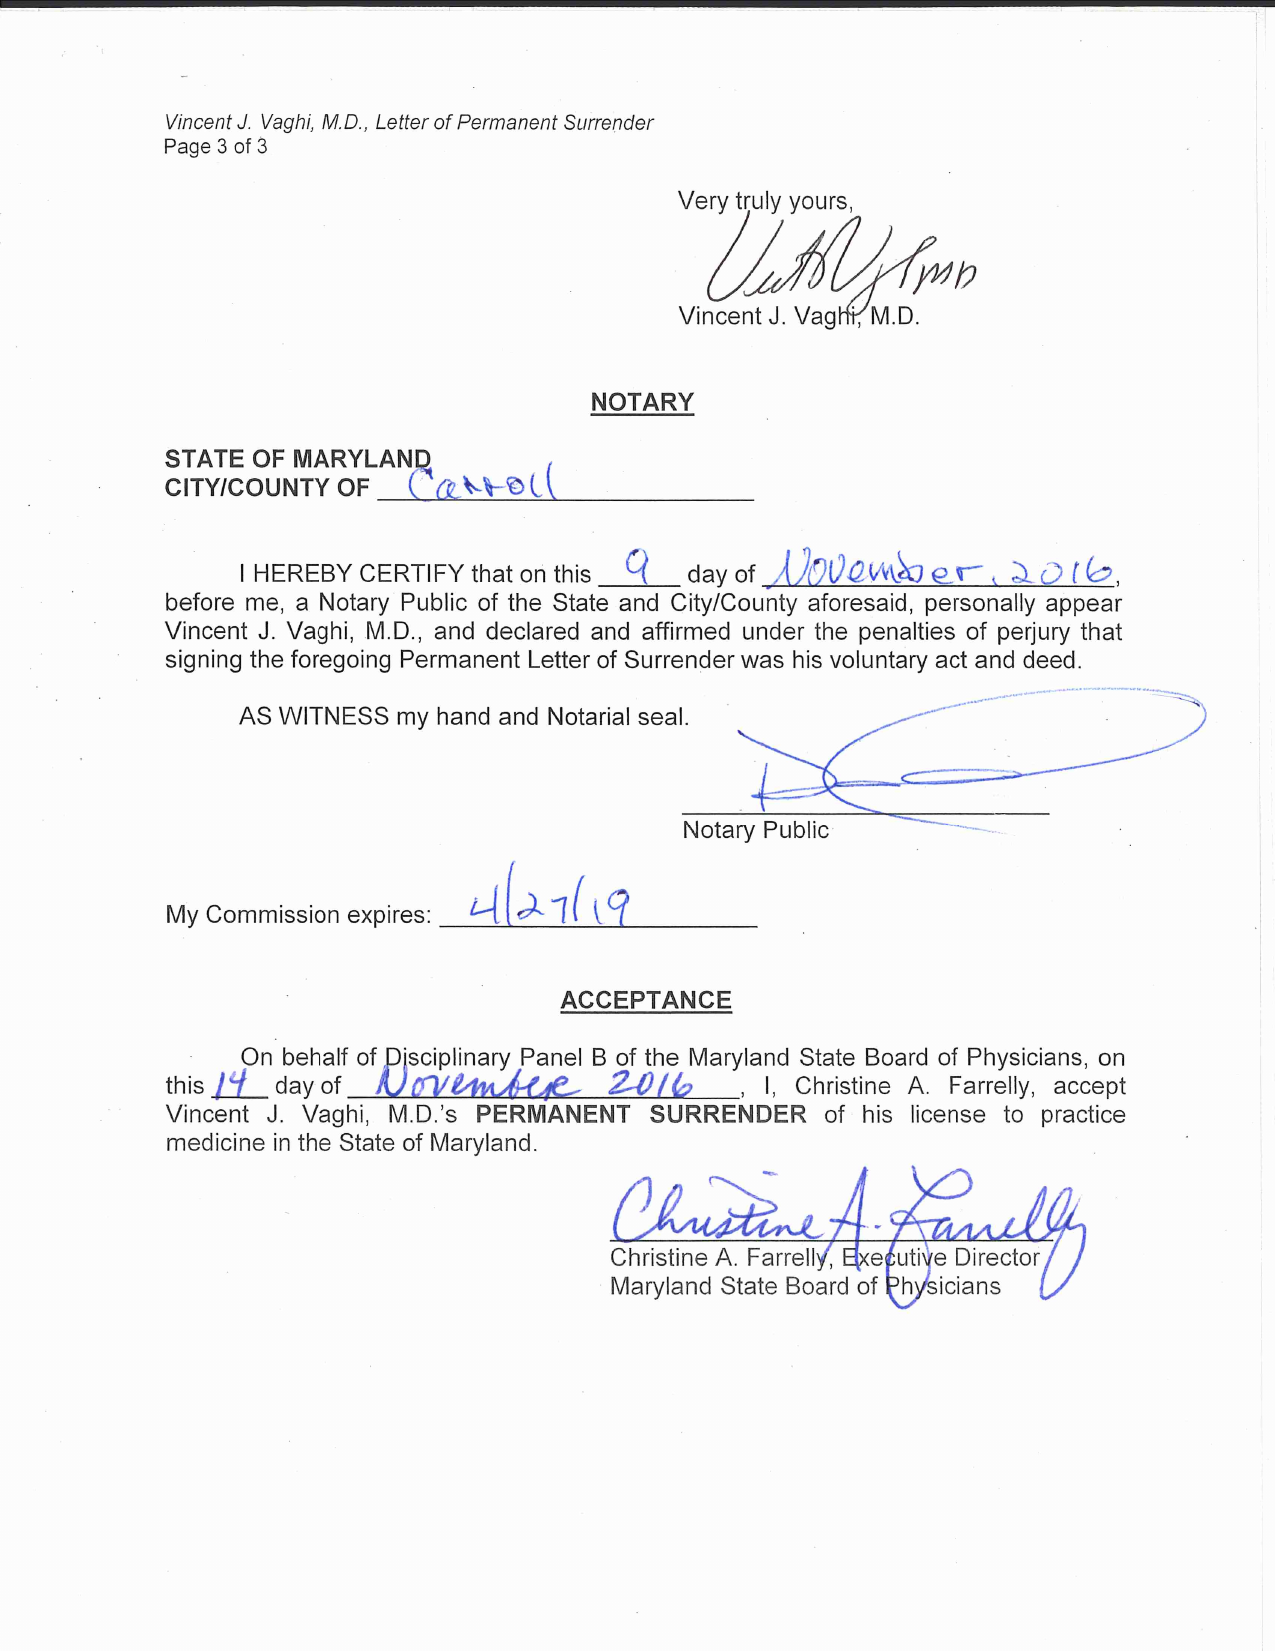 Vincent J. Vaghi, M.D., Letter of Permanent Surrender
Page 3 of 3
Very truly yours,
Vincent J. Vaghi, M.D.
NOTARY
STATE OF MARYLAND
CITY/COUNTY OF Carroll
I HEREBY CERTIFY that on this 9 day of November, 2016,
before me, a Notary Public of the State and City/County aforesaid, personally appear
Vincent J. Vaghi, M.D., and declared and affirmed under the penalties of perjury that
signing the foregoing Permanent Letter of Surrender was his voluntary act and deed.
AS WITNESS my hand and Notarial seal.
Notary Public
My Commission expires: 4/27/19
ACCEPTANCE
On behalf of Disciplinary Panel B of the Maryland State Board of Physicians, on
this 14 day of November 2016, I, Christine A. Farrelly, accept
Vincent J. Vaghi, M.D.'s PERMANENT SURRENDER of his license to practice
medicine in the State of Maryland.
Christine A. Farrelly
Christine A. Farrelly, Executive Director
Maryland State Board of Physicians